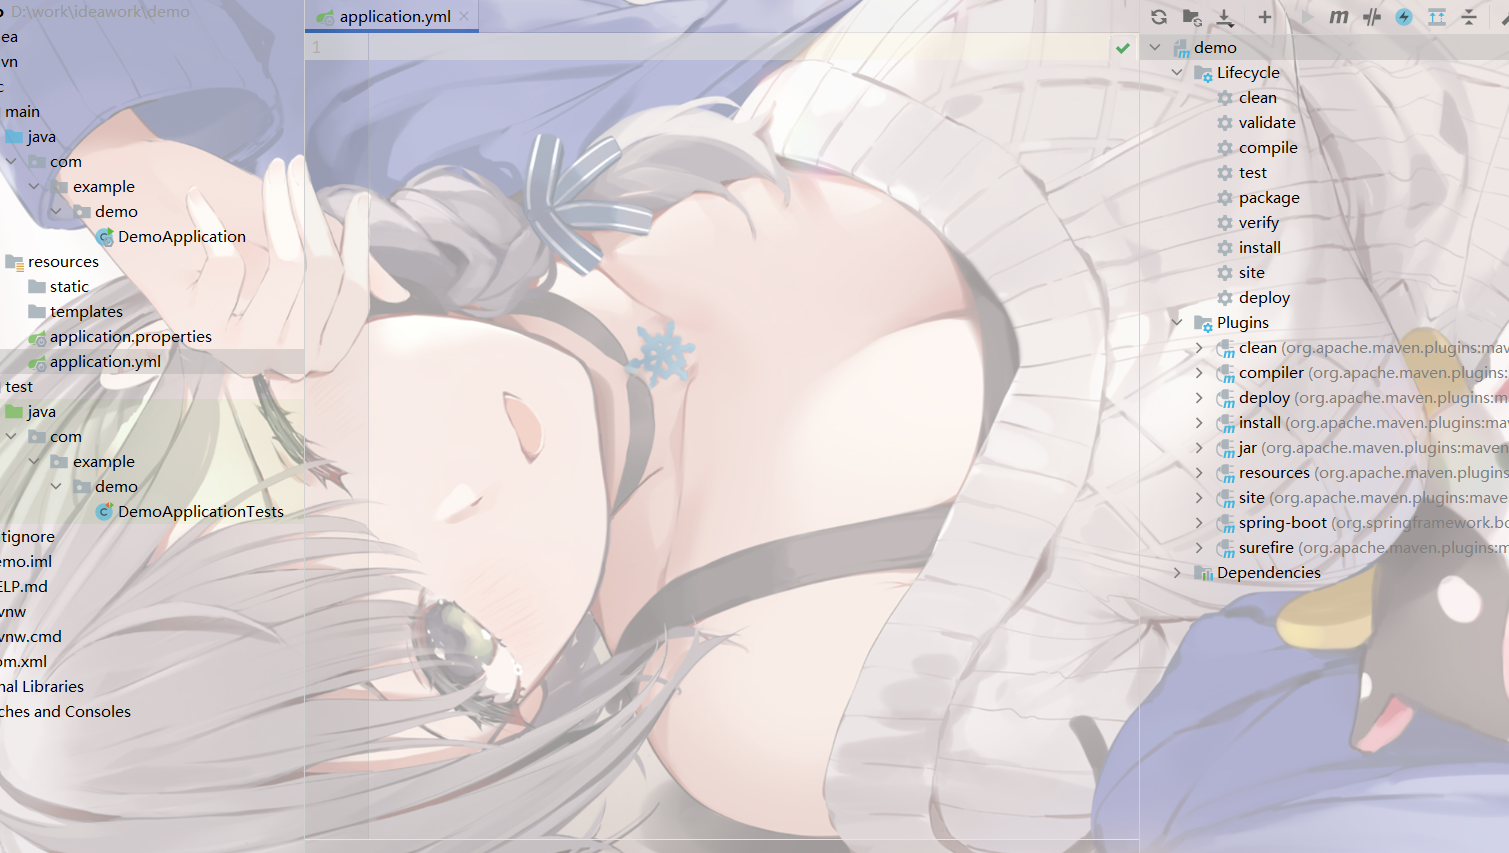 D:\work\ideawork\demo
ea
vn
c
main
java
com
example
demo
DemoApplication
resources
static
templates
application.properties
application.yml
test
java
com
example
demo
DemoApplicationTests
tignore
emo.iml
ELP.md
vnw
vnw.cmd
om.xml
nal Libraries
ches and Consoles
application.yml
1
m
demo
Lifecycle
clean
validate
compile
test
package
verify
install
site
deploy
Plugins
clean (org.apache.maven.plugins:mav
compiler (org.apache.maven.plugins:
deploy (org.apache.maven.plugins:m
install (org.apache.maven.plugins:ma
jar (org.apache.maven.plugins:maven
resources (org.apache.maven.plugins
site (org.apache.maven.plugins:mave
spring-boot (org.springframework.bo
surefire (org.apache.maven.plugins:m
Dependencies